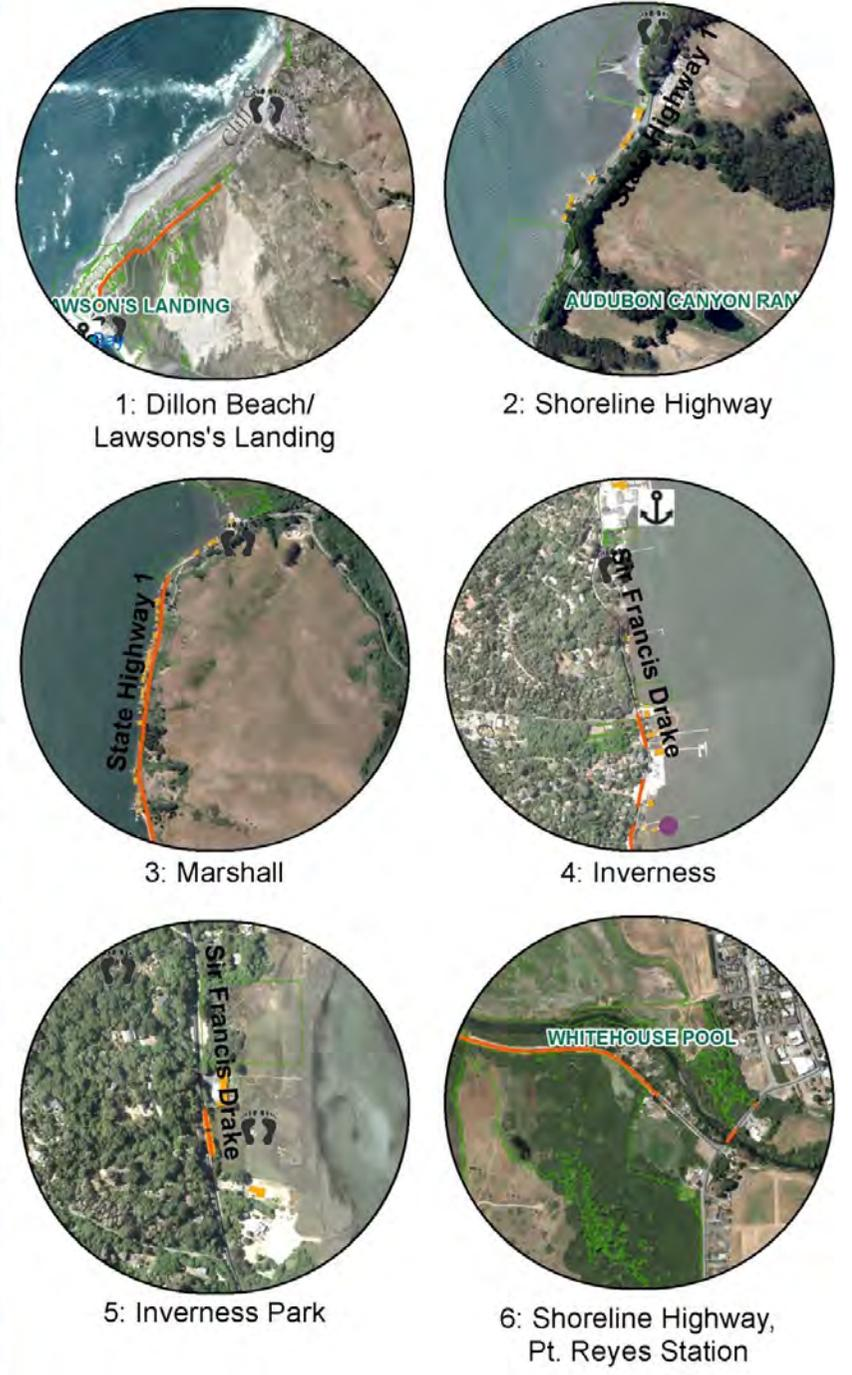 AWSON'S LANDING
1: Dillon Beach/
Lawsons's Landing
State Highway 1
AUDUBON CANYON RAN
2: Shoreline Highway
State Highway 1
3: Marshall
Sir Francis Drake
4: Inverness
Sir Francis Drake
5: Inverness Park
WHITEHOUSE POOL
6: Shoreline Highway,
Pt. Reyes Station